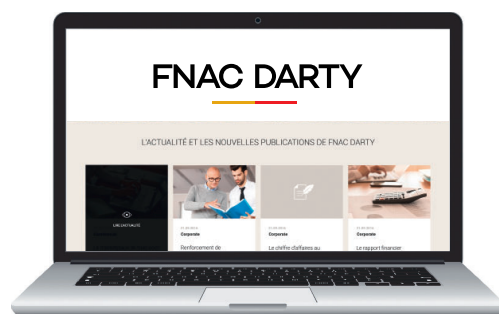 FNAC DARTY
L'ACTUALITÉ ET LES NOUVELLES PUBLICATIONS DE FNAC DARTY
LIRE L'ACTUALITÉ
Corporate
Corporate
Corporate
Renforcement de
Le chiffre d'affaires au
Le rapport financier